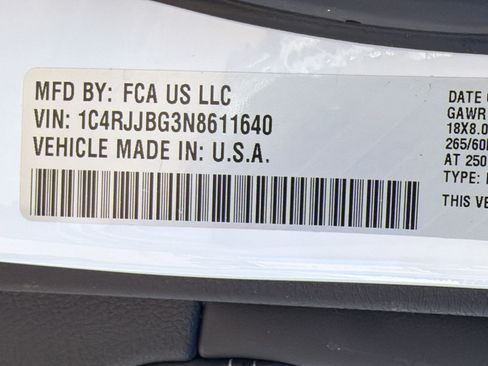 MFD BY: FCA US LLC
VIN: 1C4RJJBG3N8611640
VEHICLE MADE IN: U.S.A.
DATE O
GAWR
18X8.0
265/60
AT 250
TYPE:
THIS VE